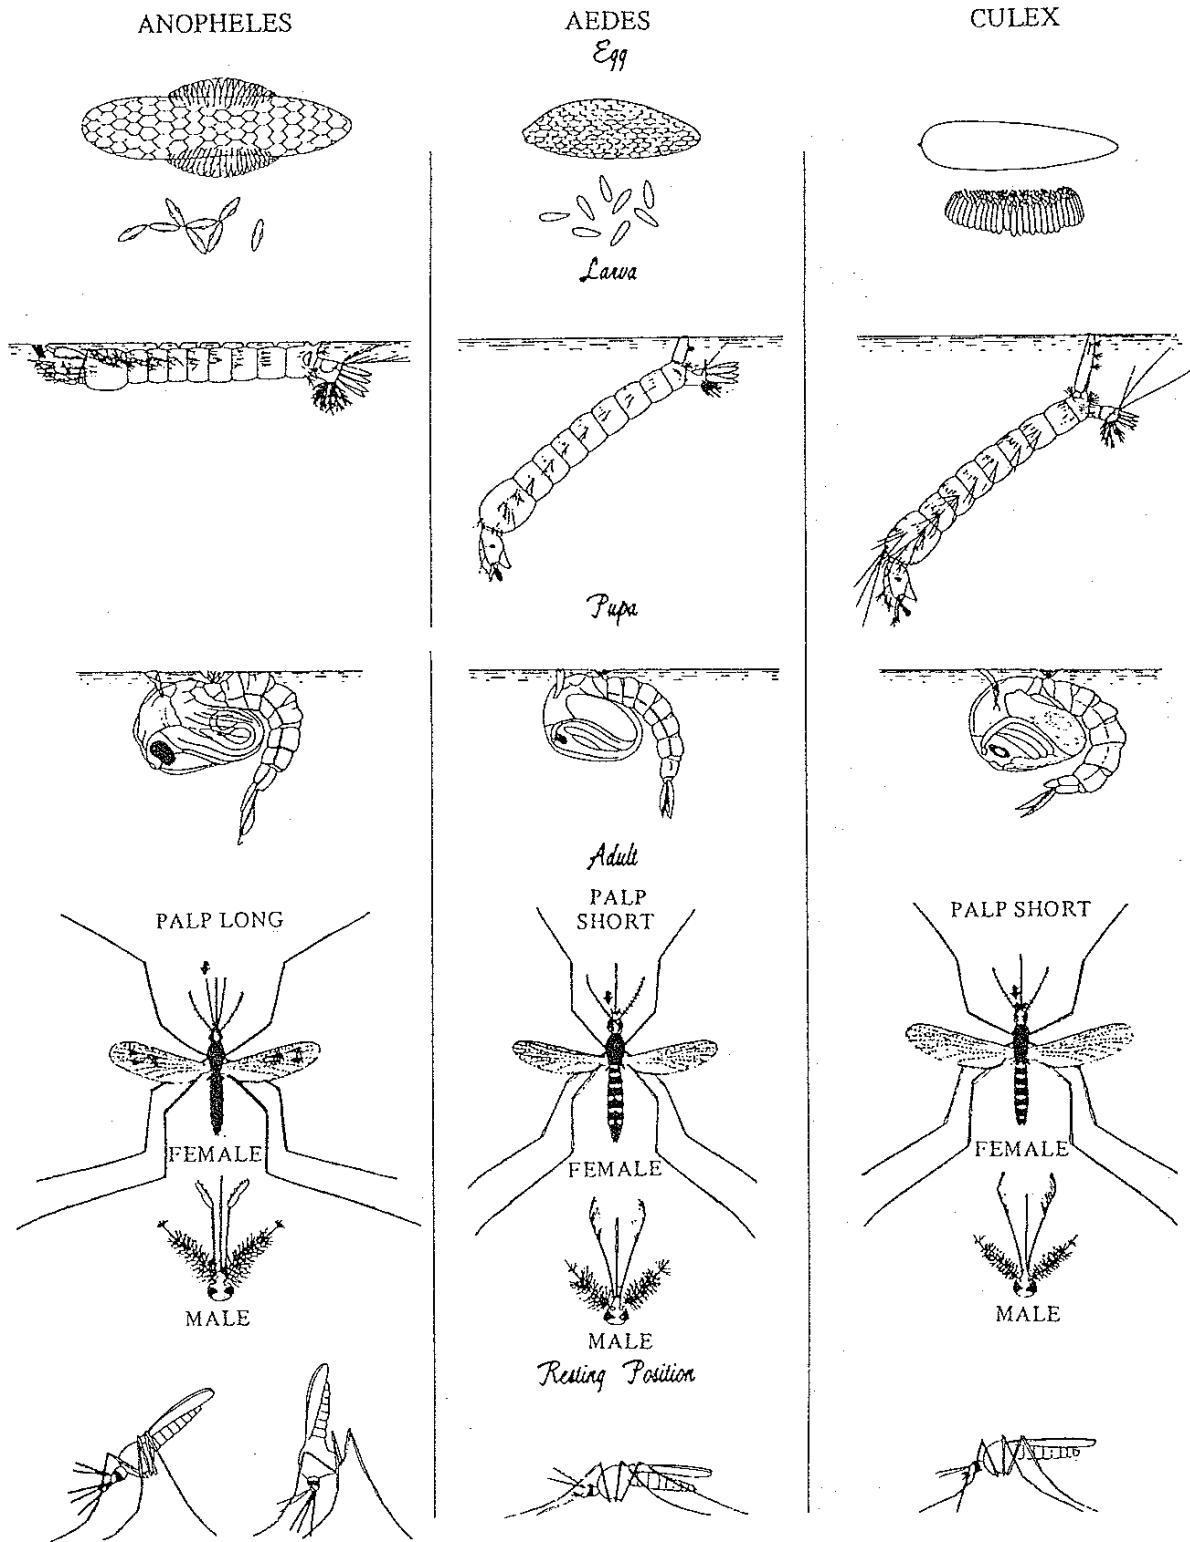 ANOPHELES
AEDES
CULEX
Egg
Larva
Pupa
Adult
PALP LONG
PALP
SHORT
PALP SHORT
FEMALE
FEMALE
FEMALE
MALE
MALE
MALE
Resting Position